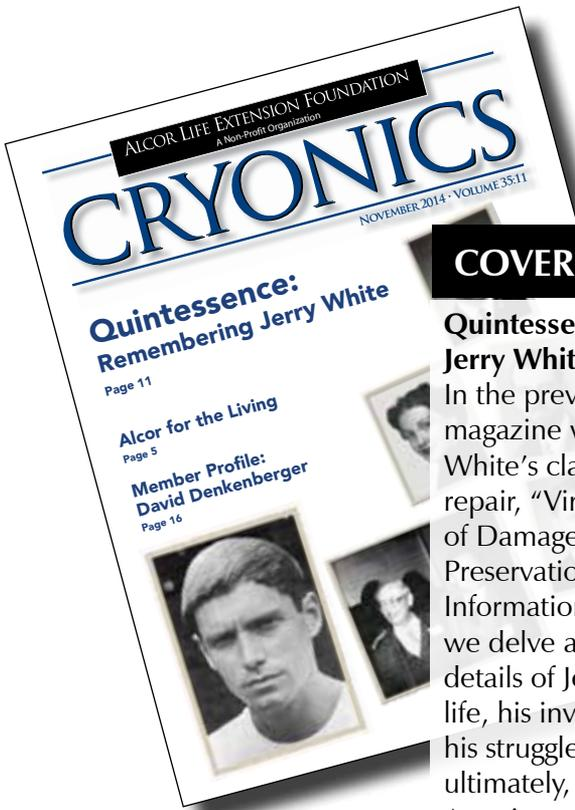 ALCOR LIFE EXTENSION FOUNDATION
A Non-Profit Organization
CRYONICS
NOVEMBER 2014 · VOLUME 35:11
Quintessence:
Remembering Jerry White
Page 11
Alcor for the Living
Page 5
Member Profile:
David Denkenberger
Page 16
COVER
Quintesse
Jerry Whit
In the prev
magazine
White's cla
repair, "Vir
of Damage
Preservatio
Information
we delve a
details of Je
life, his inv
his struggle
ultimately,